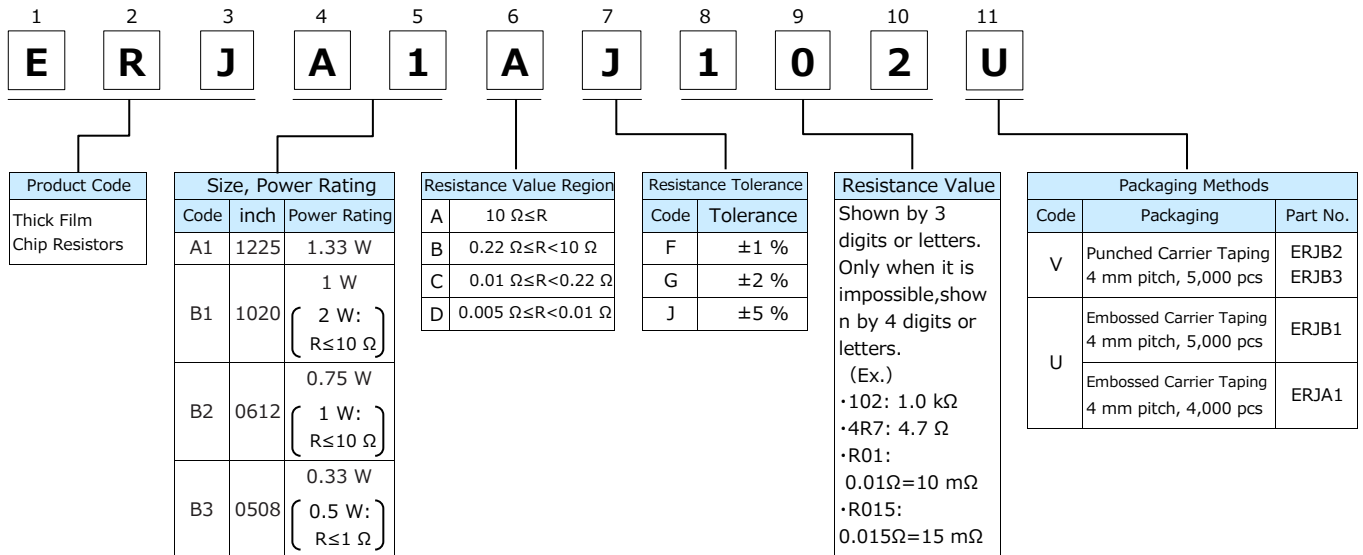 1 2 3 4 5 6 7 8 9 10 11
E R J A 1 A J 1 0 2 U
Product Code
Thick Film
Chip Resistors
Size, Power Rating
Code inch Power Rating
A1 1225 1.33 W
B1 1020 1 W
2 W:
R≤10 Ω
B2 0612 0.75 W
1 W:
R≤10 Ω
B3 0508 0.33 W
0.5 W:
R≤1 Ω
Resistance Value Region
A 10 Ω≤R
B 0.22 Ω≤R<10 Ω
C 0.01 Ω≤R<0.22 Ω
D 0.005 Ω≤R<0.01 Ω
Resistance Tolerance
Code Tolerance
F ±1 %
G ±2 %
J ±5 %
Resistance Value
Shown by 3
digits or letters.
Only when it is
impossible,show
n by 4 digits or
letters.
(Ex.)
・102: 1.0 kΩ
・4R7: 4.7 Ω
・R01:
0.01Ω=10 mΩ
・R015:
0.015Ω=15 mΩ
Packaging Methods
Code Packaging Part No.
V Punched Carrier Taping
4 mm pitch, 5,000 pcs
ERJB2
ERJB3
U Embossed Carrier Taping
4 mm pitch, 5,000 pcs
ERJB1
Embossed Carrier Taping
4 mm pitch, 4,000 pcs
ERJA1